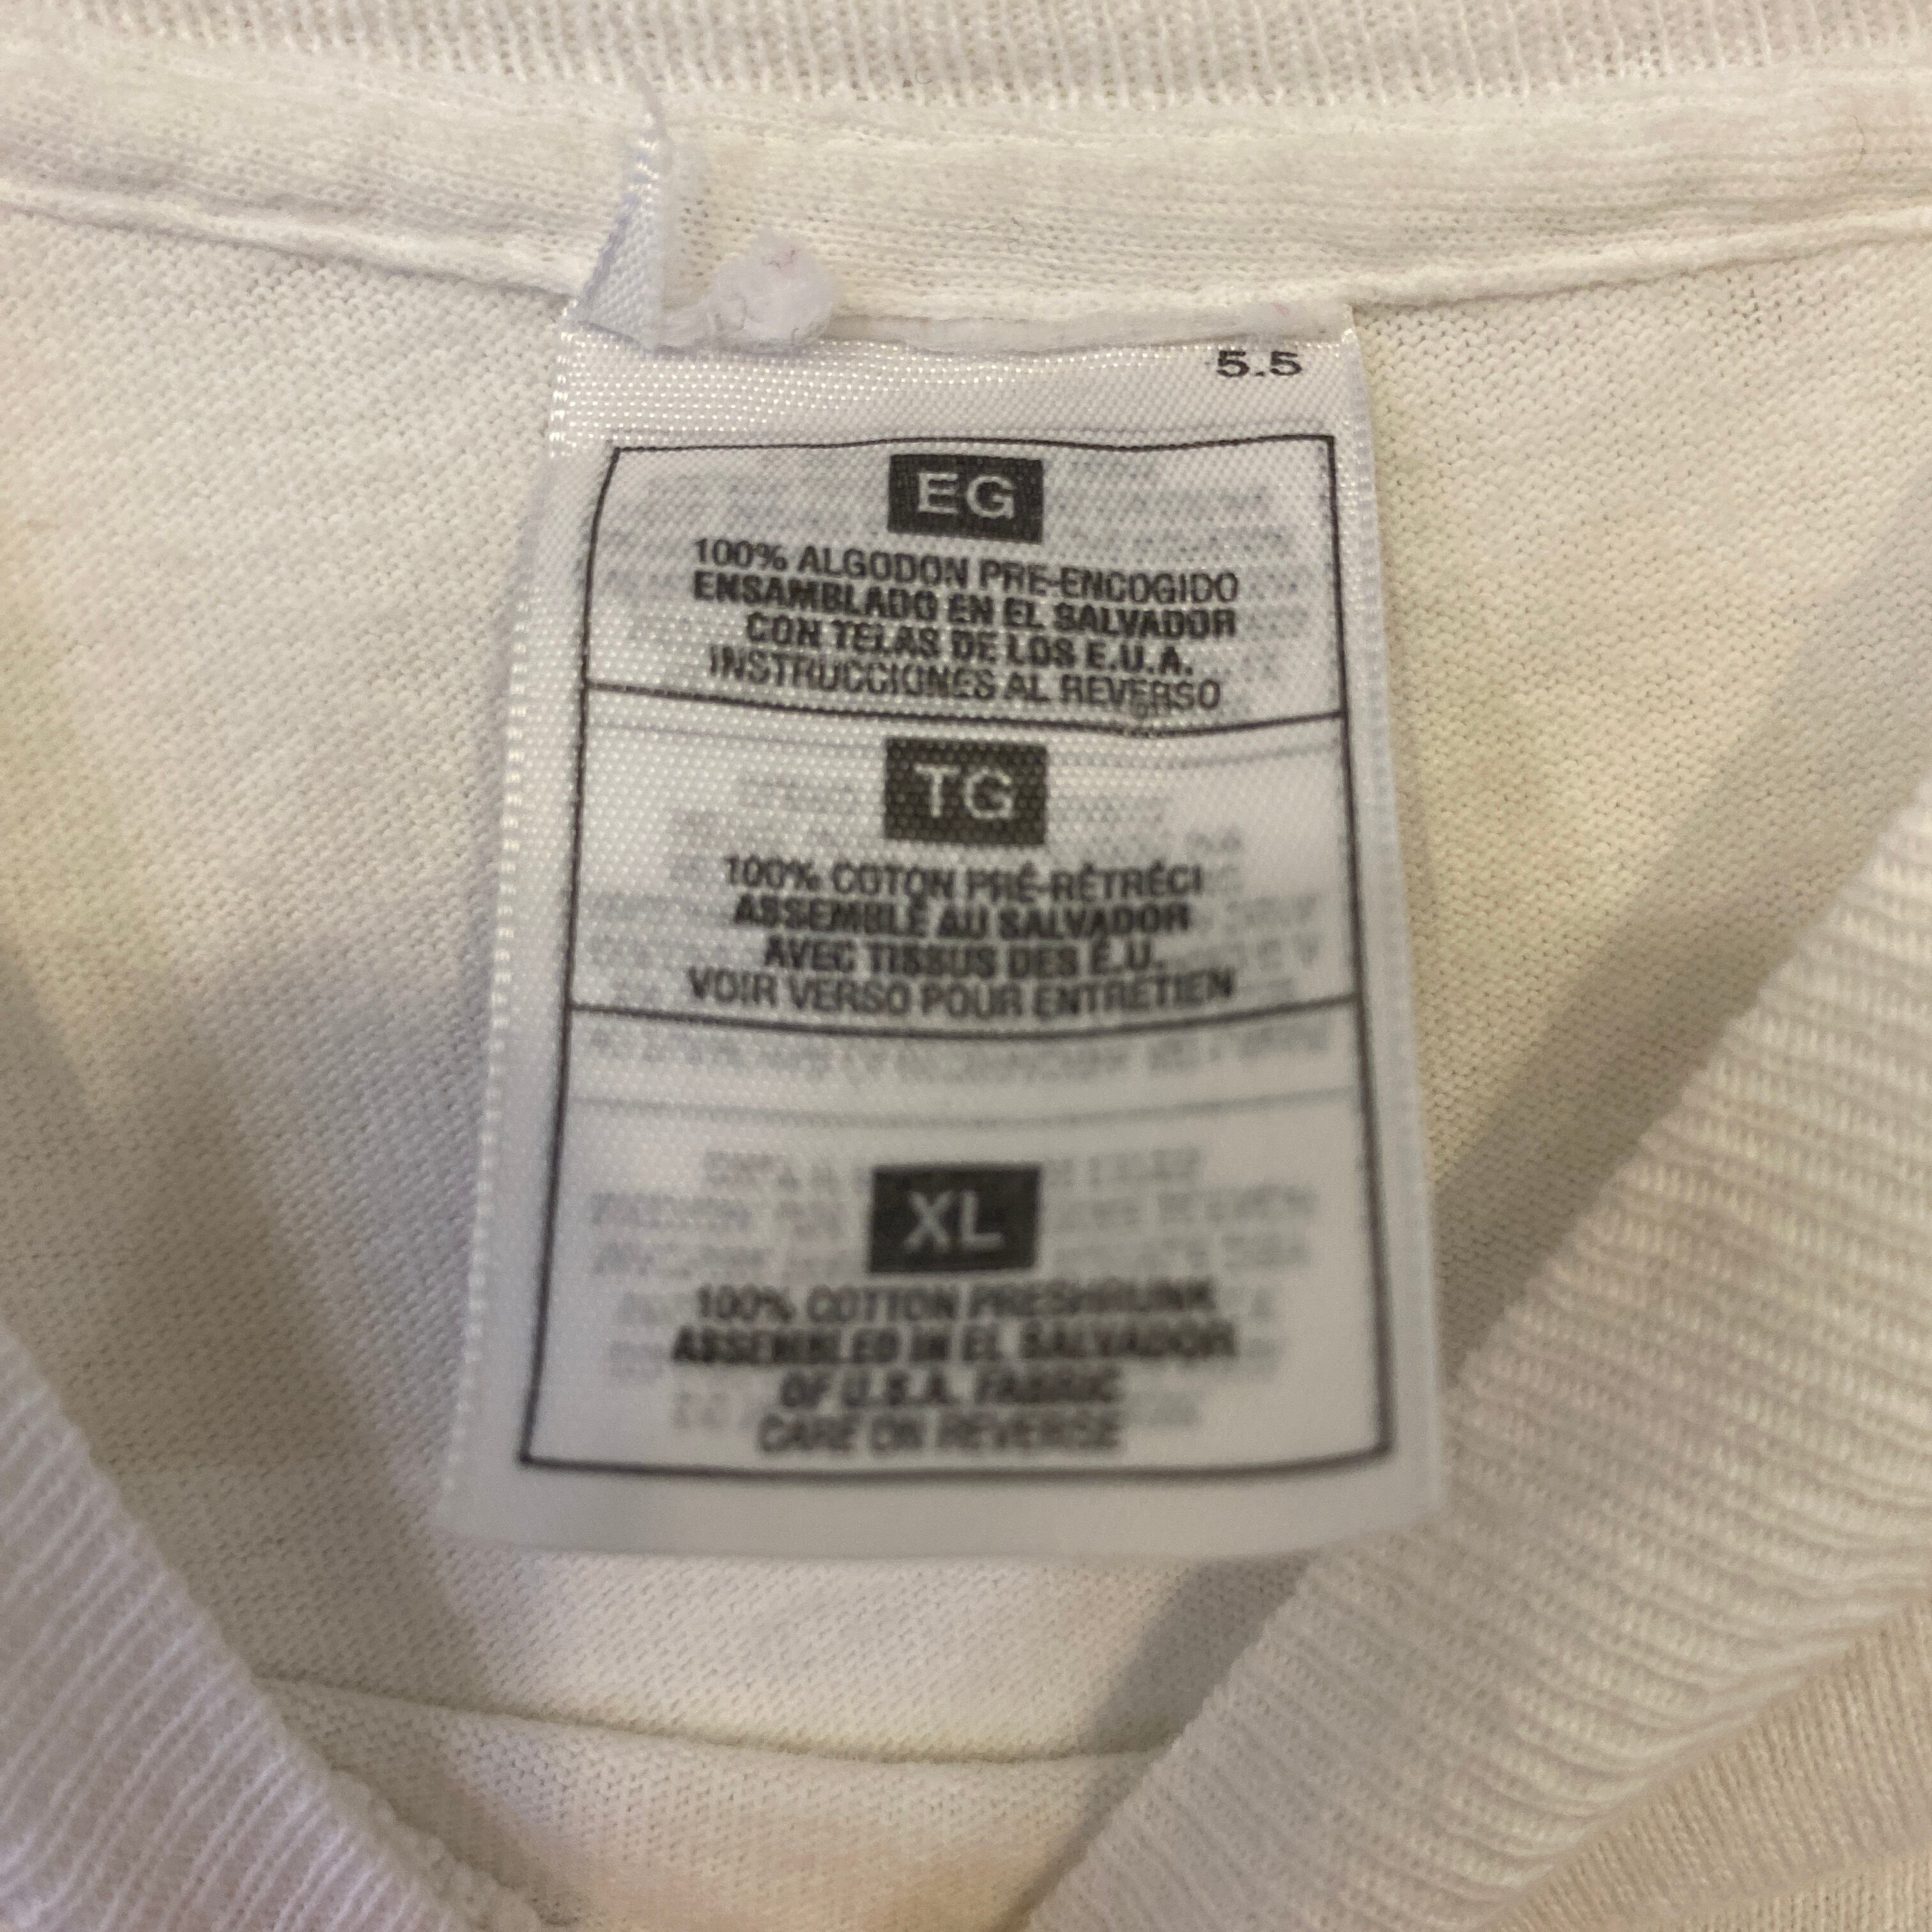 5.5
EG
100% ALGODON PRE-ENCOGIDO
ENSAMBLADO EN EL SALVADOR
CON TELAS DE LOS E.U.A.
INSTRUCCIONES AL REVERSO
TG
100% COTON PRÉ-RÉTRÉCI
ASSEMBLÉ AU SALVADOR
AVEC TISSUS DES É.U.
VOIR VERSO POUR ENTRETIEN
XL
100% COTTON PRESHRUNK
ASSEMBLED IN EL SALVADOR
OF U.S.A. FABRIC
CARE ON REVERSE